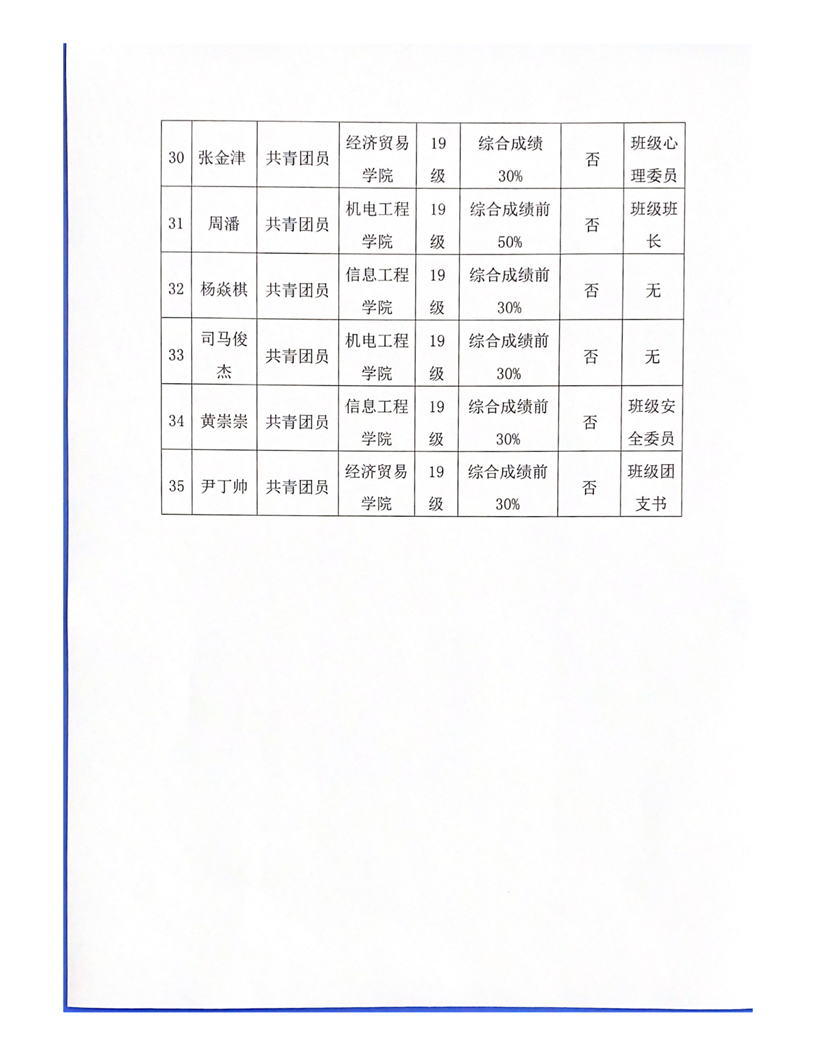 30 张金津 共青团员 经济贸易学院 19级 综合成绩30% 否 班级心理委员
31 周潘 共青团员 机电工程学院 19级 综合成绩前50% 否 班级班长
32 杨焱棋 共青团员 信息工程学院 19级 综合成绩前30% 否 无
33 司马俊杰 共青团员 机电工程学院 19级 综合成绩前30% 否 无
34 黄崇崇 共青团员 信息工程学院 19级 综合成绩前30% 否 班级安全委员
35 尹丁帅 共青团员 经济贸易学院 19级 综合成绩前30% 否 班级团支书